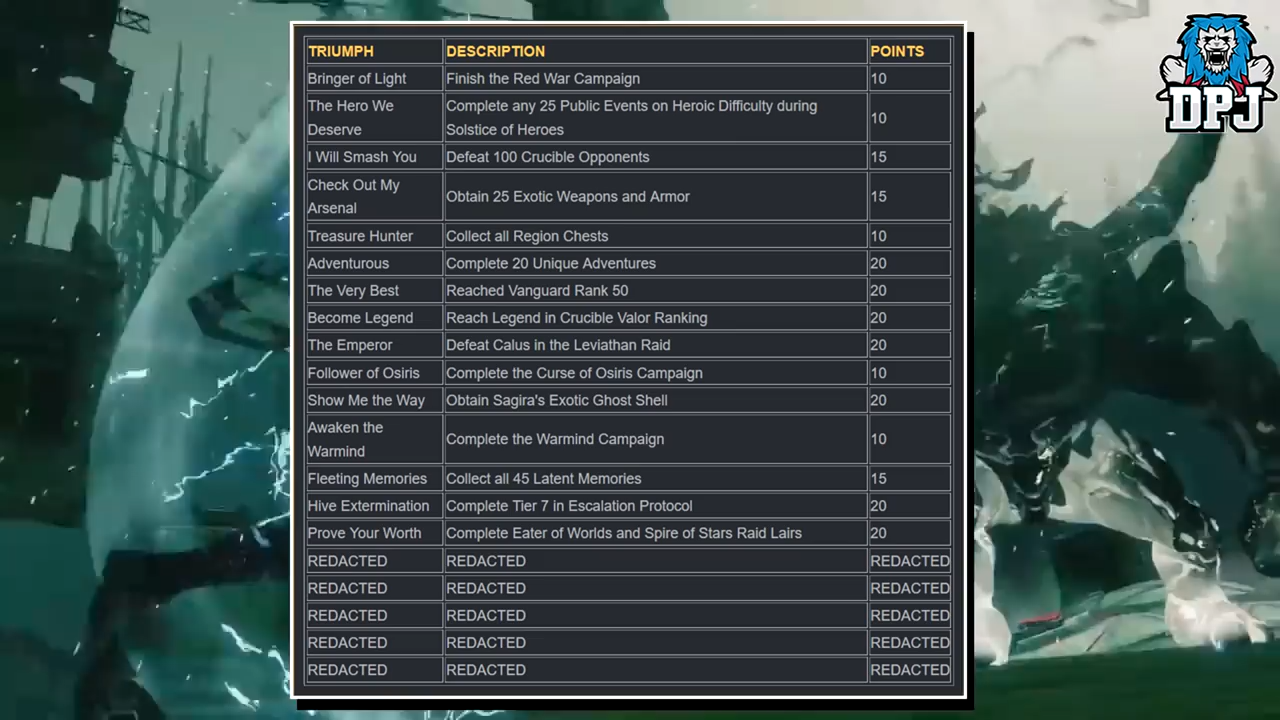 TRIUMPH DESCRIPTION POINTS
Bringer of Light Finish the Red War Campaign 10
The Hero We Deserve Complete any 25 Public Events on Heroic Difficulty during Solstice of Heroes 10
I Will Smash You Defeat 100 Crucible Opponents 15
Check Out My Arsenal Obtain 25 Exotic Weapons and Armor 15
Treasure Hunter Collect all Region Chests 10
Adventurous Complete 20 Unique Adventures 20
The Very Best Reached Vanguard Rank 50 20
Become Legend Reach Legend in Crucible Valor Ranking 20
The Emperor Defeat Calus in the Leviathan Raid 20
Follower of Osiris Complete the Curse of Osiris Campaign 10
Show Me the Way Obtain Sagira's Exotic Ghost Shell 20
Awaken the Warmind Complete the Warmind Campaign 10
Fleeting Memories Collect all 45 Latent Memories 15
Hive Extermination Complete Tier 7 in Escalation Protocol 20
Prove Your Worth Complete Eater of Worlds and Spire of Stars Raid Lairs 20
REDACTED REDACTED REDACTED
REDACTED REDACTED REDACTED
REDACTED REDACTED REDACTED
REDACTED REDACTED REDACTED
REDACTED REDACTED REDACTED
DPJ